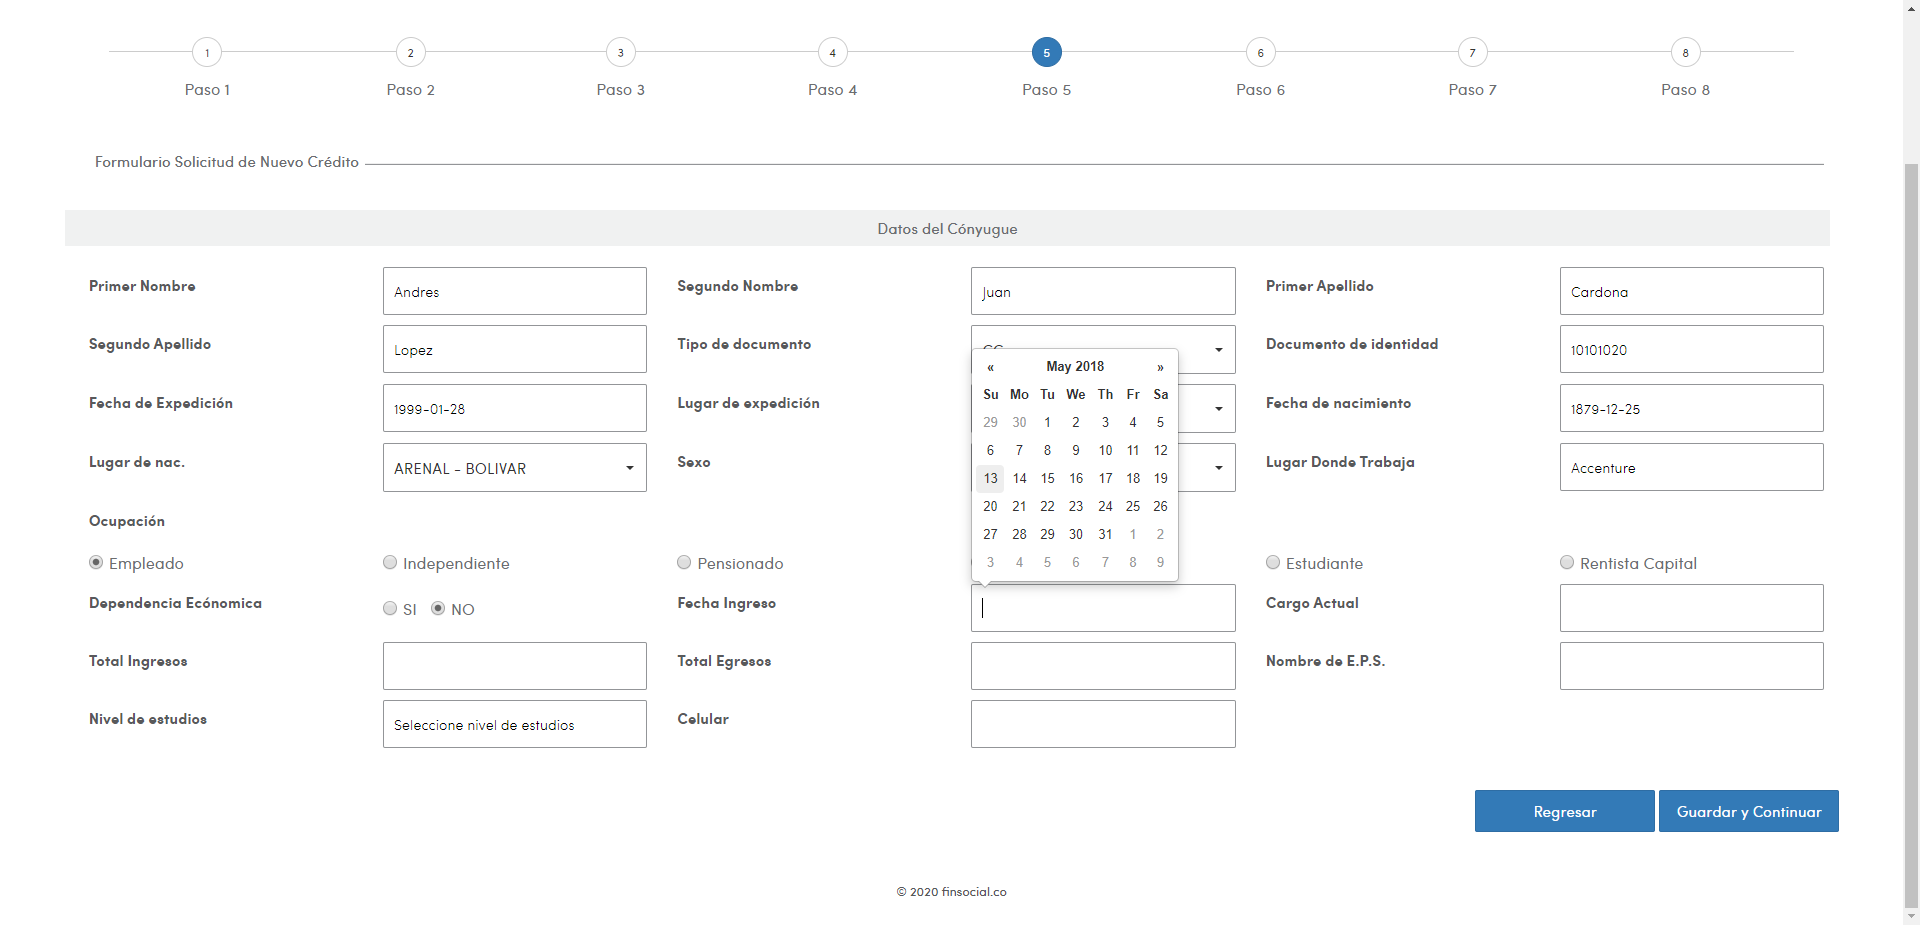 1 2 3 4 5 6 7 8
Paso 1 Paso 2 Paso 3 Paso 4 Paso 5 Paso 6 Paso 7 Paso 8
Formulario Solicitud de Nuevo Crédito
Datos del Cónyugue
Primer Nombre Andres Segundo Nombre Juan Primer Apellido Cardona
Segundo Apellido Lopez Tipo de documento Documento de identidad 10101020
Fecha de Expedición 1999-01-28 Lugar de expedición Fecha de nacimiento 1879-12-25
Lugar de nac. ARENAL - BOLIVAR Sexo Lugar Donde Trabaja Accenture
« May 2018 »
Su Mo Tu We Th Fr Sa
29 30 1 2 3 4 5
6 7 8 9 10 11 12
13 14 15 16 17 18 19
20 21 22 23 24 25 26
27 28 29 30 31 1 2
3 4 5 6 7 8 9
Ocupación
Empleado Independiente Pensionado Estudiante Rentista Capital
Dependencia Ecónomica SI NO Fecha Ingreso Cargo Actual
Total Ingresos Total Egresos Nombre de E.P.S.
Nivel de estudios Seleccione nivel de estudios Celular
Regresar Guardar y Continuar
© 2020 finsocial.co